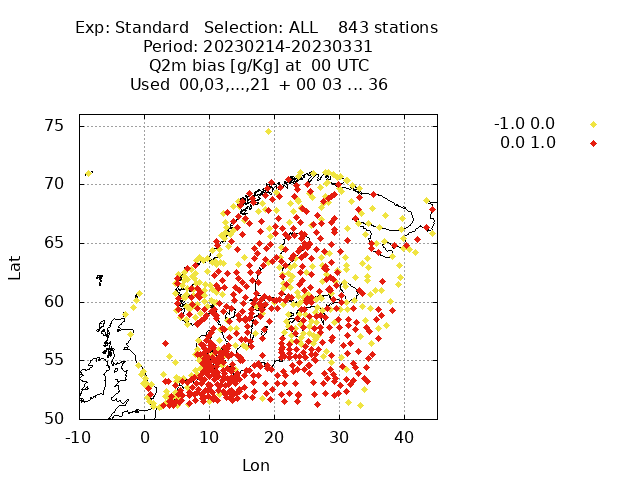 Exp: Standard   Selection: ALL    843 stations
Period: 20230214-20230331
Q2m bias [g/Kg] at  00 UTC
Used  00,03,...,21  + 00 03 ... 36
-1.0 0.0
0.0 1.0
75
70
65
60
55
50
Lat
-10 0 10 20 30 40
Lon